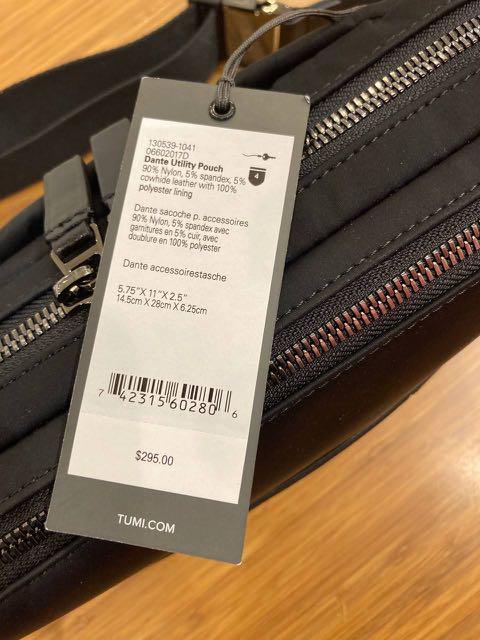 130539-1041
06602017D
Dante Utility Pouch
90% Nylon, 5% spandex, 5%
cowhide leather with 100%
polyester lining
4
Dante sacoche p. accessoires
90% Nylon, 5% spandex avec
garnitures en 5% cuir, avec
doublure en 100% polyester
Dante accessoirestasche
5.75"X 11"X 2.5"
14.5cm X 28cm X 6.25cm
7 42315 60280 6
$295.00
TUMI.COM